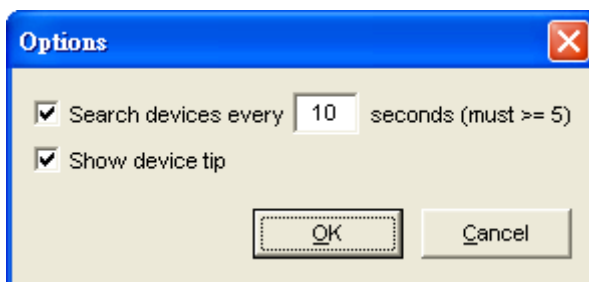 Options
Search devices every 10 seconds (must >= 5)
Show device tip
OK Cancel